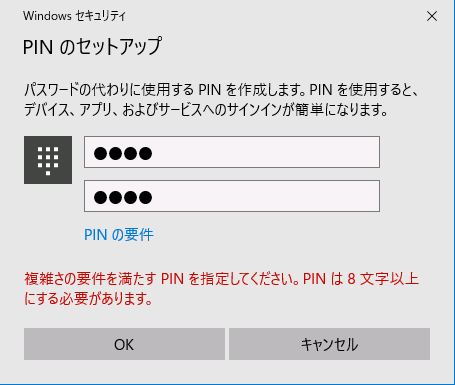 Windows セキュリティ
PIN のセットアップ
パスワードの代わりに使用する PIN を作成します。PIN を使用すると、
デバイス、アプリ、およびサービスへのサインインが簡単になります。
●●●●
●●●●
PIN の要件
複雑さの要件を満たす PIN を指定してください。PIN は 8 文字以上
にする必要があります。
OK
キャンセル